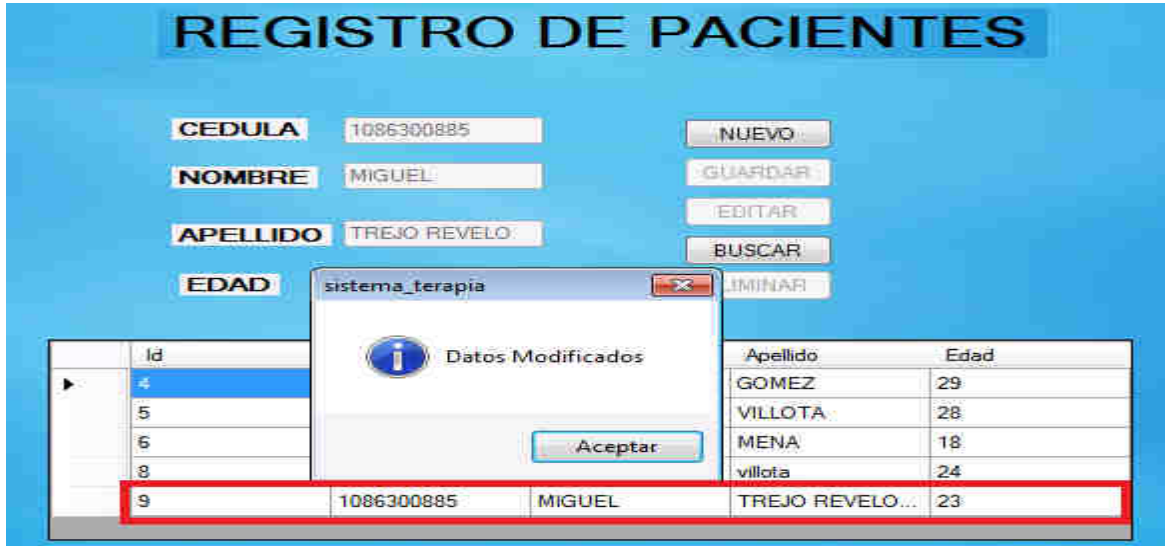 REGISTRO DE PACIENTES
CEDULA 1086300885 NUEVO
NOMBRE MIGUEL GUARDAR
EDITAR
APELLIDO TREJO REVELO
BUSCAR
EDAD sistema_terapia LIMINAR
Datos Modificados
Aceptar
Id Apellido Edad
4 GOMEZ 29
5 VILLOTA 28
6 MENA 18
8 villota 24
9 1086300885 MIGUEL TREJO REVELO... 23